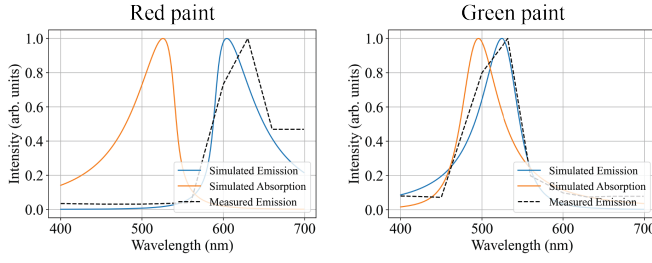 Red paint
Green paint
Intensity (arb. units)
1.0
0.8
0.6
0.4
0.2
0.0
Simulated Emission
Simulated Absorption
Measured Emission
400
500
600
700
Wavelength (nm)
Intensity (arb. units)
1.0
0.8
0.6
0.4
0.2
0.0
Simulated Emission
Simulated Absorption
Measured Emission
400
500
600
700
Wavelength (nm)